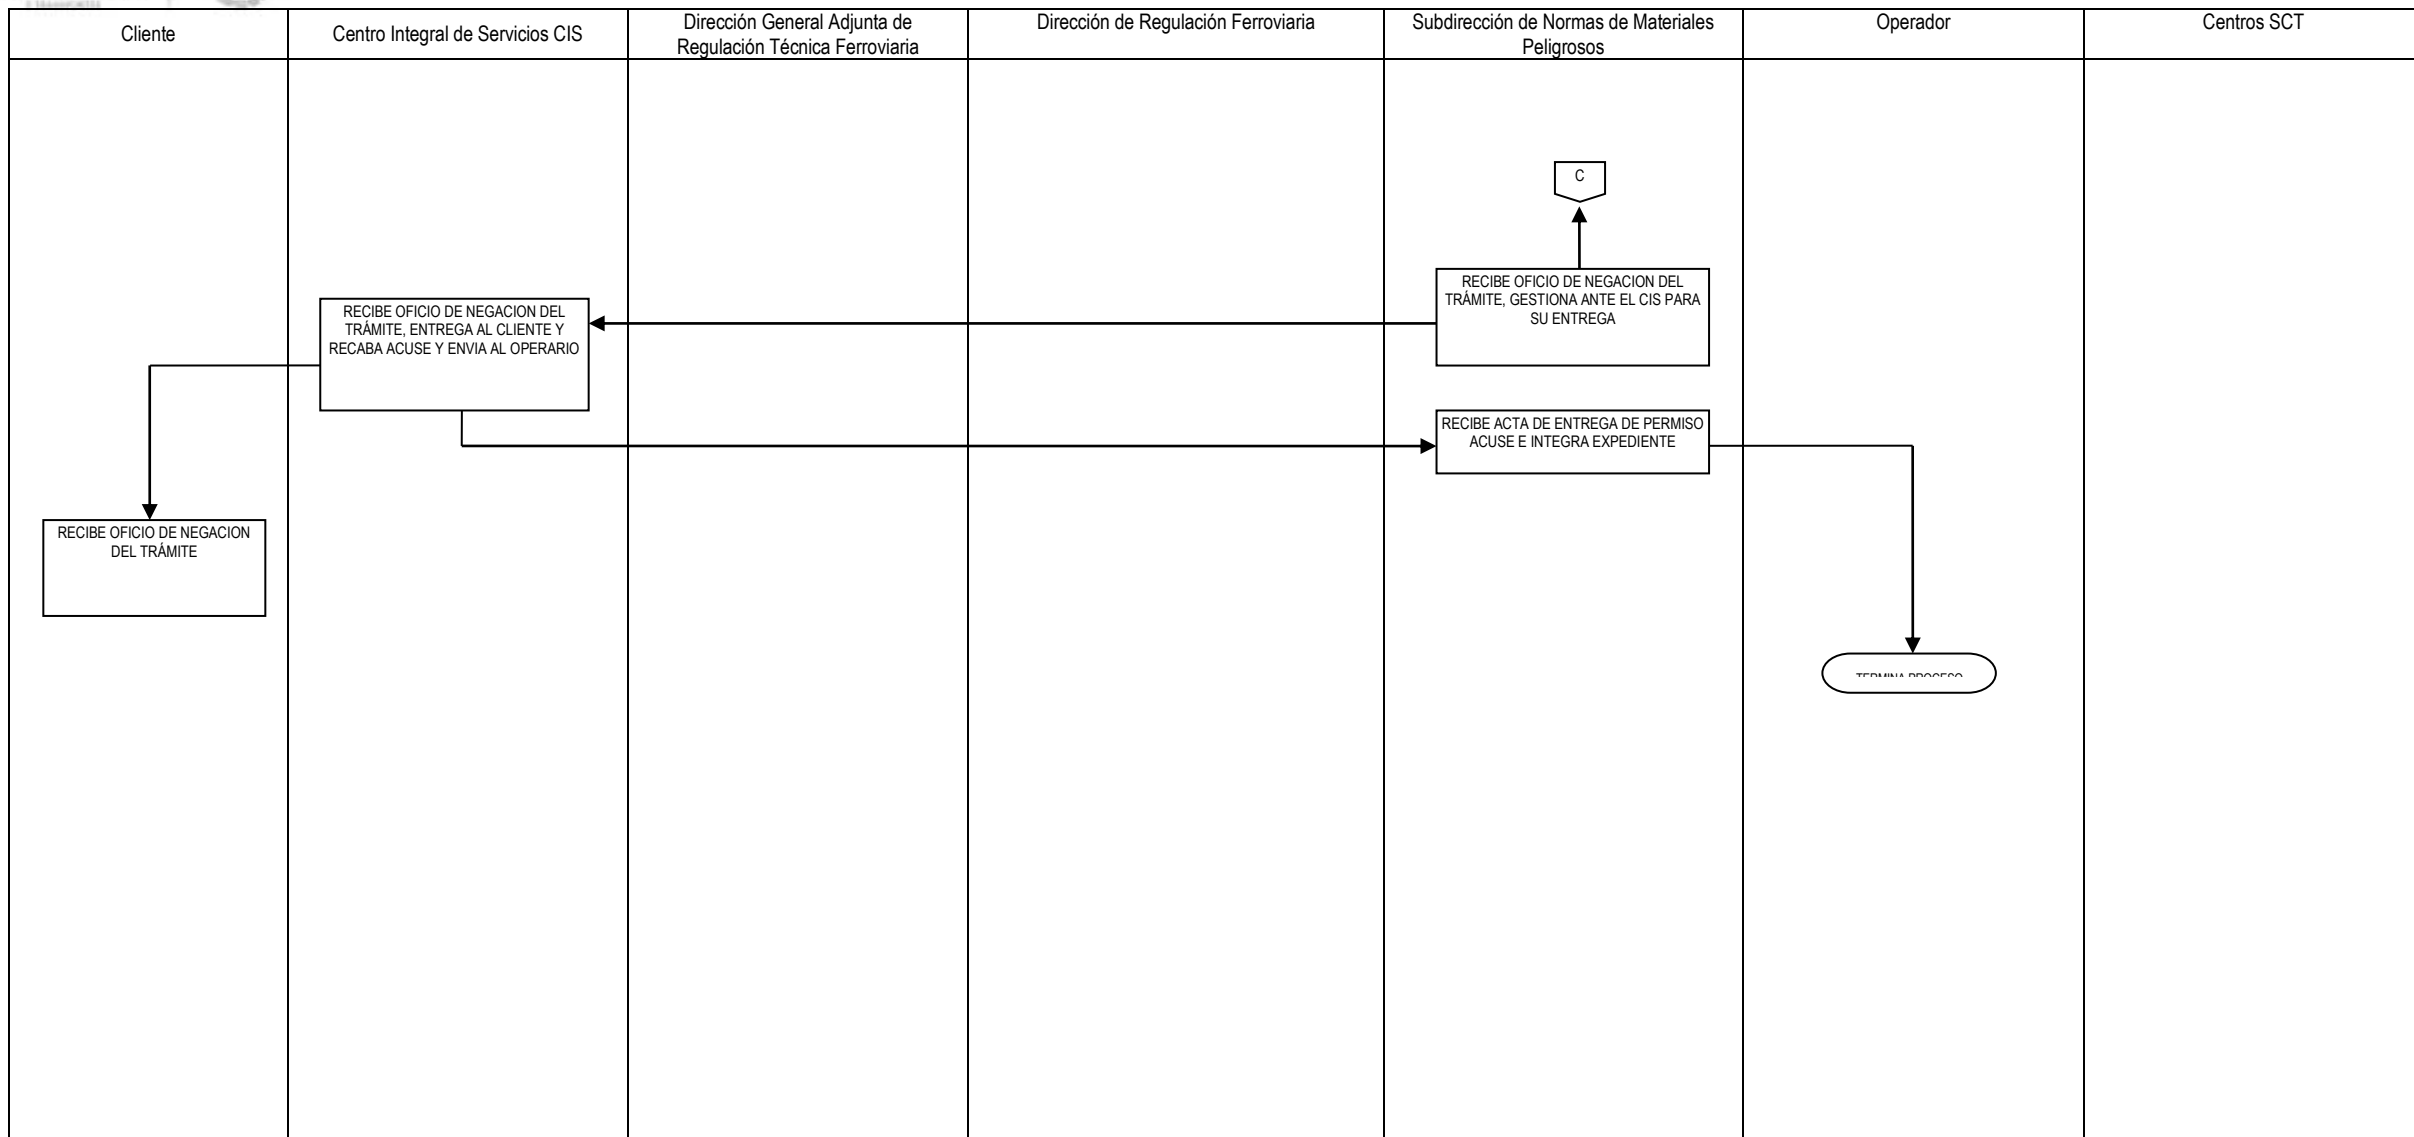 Cliente
Centro Integral de Servicios CIS
Dirección General Adjunta de
Regulación Técnica Ferroviaria
Dirección de Regulación Ferroviaria
Subdirección de Normas de Materiales
Peligrosos
Operador
Centros SCT
C
RECIBE OFICIO DE NEGACION DEL
TRÁMITE, GESTIONA ANTE EL CIS PARA
SU ENTREGA
RECIBE OFICIO DE NEGACION DEL
TRÁMITE, ENTREGA AL CLIENTE Y
RECABA ACUSE Y ENVIA AL OPERARIO
RECIBE ACTA DE ENTREGA DE PERMISO
ACUSE E INTEGRA EXPEDIENTE
RECIBE OFICIO DE NEGACION
DEL TRÁMITE
TERMINA PROCESO